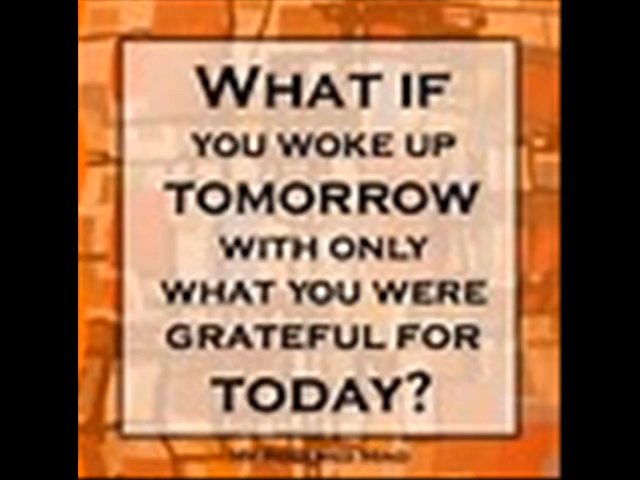 WHAT IF
YOU WOKE UP
TOMORROW
WITH ONLY
WHAT YOU WERE
GRATEFUL FOR
TODAY?